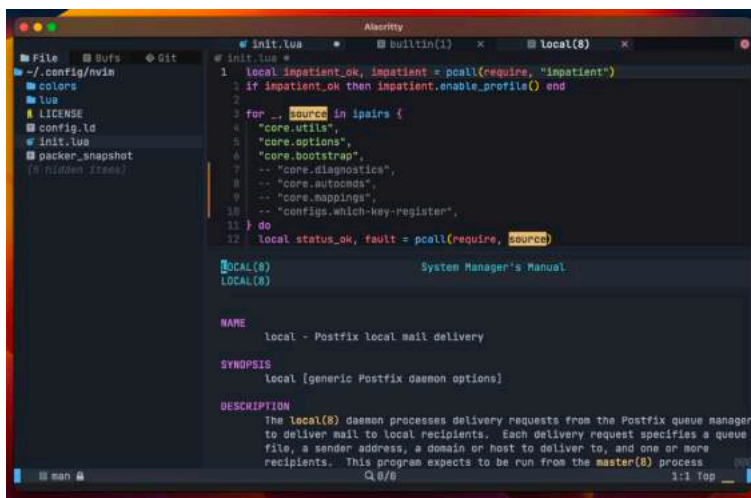 Alacritty
init.lua
builtin(1)
local(8)
File Bufs Git
init.lua
~/.config/nvim
colors
lua
LICENSE
config.ld
init.lua
packer_snapshot
(5 hidden items)
1 local impatient_ok, impatient = pcall(require, "impatient")
1 if impatient_ok then impatient.enable_profile() end
2
3 for _, source in ipairs {
4 "core.utils",
5 "core.options",
6 "core.bootstrap",
7 -- "core.diagnostics",
8 -- "core.autocmds",
9 -- "core.mappings",
10 -- "configs.which-key-register",
11 } do
12 local status_ok, fault = pcall(require, source)
LOCAL(8) System Manager's Manual
LOCAL(8)
NAME
local - Postfix local mail delivery
SYNOPSIS
local [generic Postfix daemon options]
DESCRIPTION
The local(8) daemon processes delivery requests from the Postfix queue manager
to deliver mail to local recipients. Each delivery request specifies a queue
file, a sender address, a domain or host to deliver to, and one or more
recipients. This program expects to be run from the master(8) process
man
0/0
1:1 Top